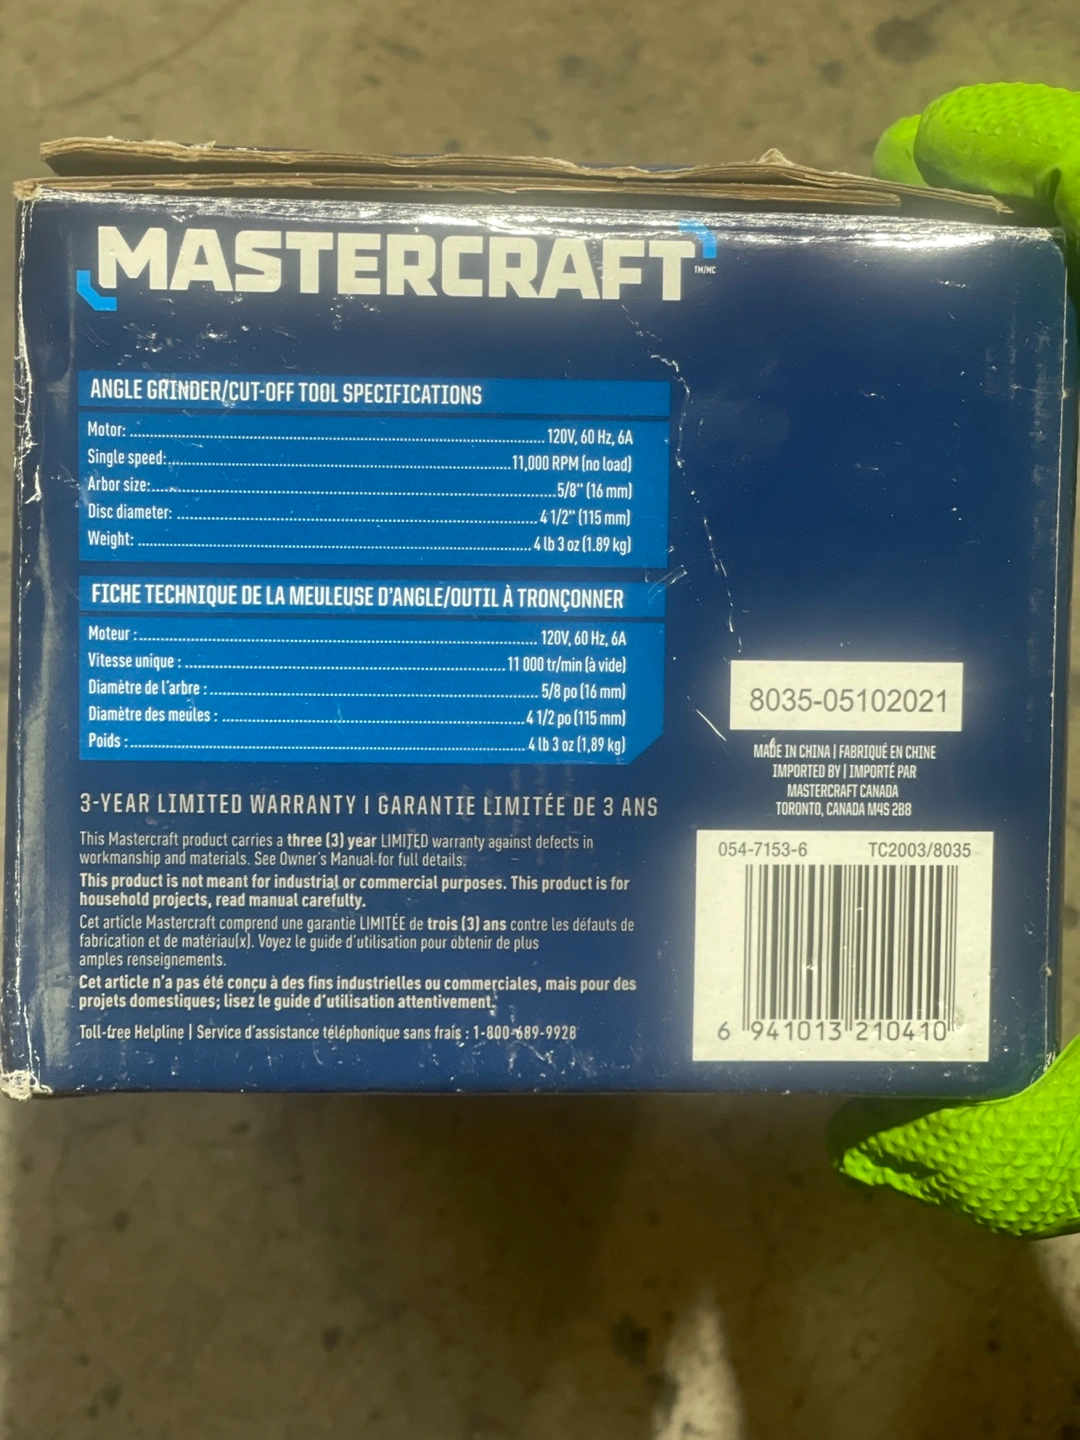 MASTERCRAFT TM/MC
ANGLE GRINDER/CUT-OFF TOOL SPECIFICATIONS
Motor: 120V, 60 Hz, 6A
Single speed: 11,000 RPM (no load)
Arbor size: 5/8" (16 mm)
Disc diameter: 4 1/2" (115 mm)
Weight: 4 lb 3 oz (1.89 kg)
FICHE TECHNIQUE DE LA MEULEUSE D'ANGLE/OUTIL À TRONÇONNER
Moteur : 120V, 60 Hz, 6A
Vitesse unique : 11 000 tr/min (à vide)
Diamètre de l'arbre : 5/8 po (16 mm)
Diamètre des meules : 4 1/2 po (115 mm)
Poids : 4 lb 3 oz (1,89 kg)
3-YEAR LIMITED WARRANTY | GARANTIE LIMITÉE DE 3 ANS
This Mastercraft product carries a three (3) year LIMITED warranty against defects in
workmanship and materials. See Owner's Manual for full details.
This product is not meant for industrial or commercial purposes. This product is for
household projects, read manual carefully.
Cet article Mastercraft comprend une garantie LIMITÉE de trois (3) ans contre les défauts de
fabrication et de matériau(x). Voyez le guide d'utilisation pour obtenir de plus
amples renseignements.
Cet article n'a pas été conçu à des fins industrielles ou commerciales, mais pour des
projets domestiques; lisez le guide d'utilisation attentivement.
Toll-free Helpline | Service d'assistance téléphonique sans frais : 1-800-689-9928
8035-05102021
MADE IN CHINA | FABRIQUÉ EN CHINE
IMPORTED BY | IMPORTÉ PAR
MASTERCRAFT CANADA
TORONTO, CANADA M4S 2B8
054-7153-6 TC2003/8035
6 941013 210410